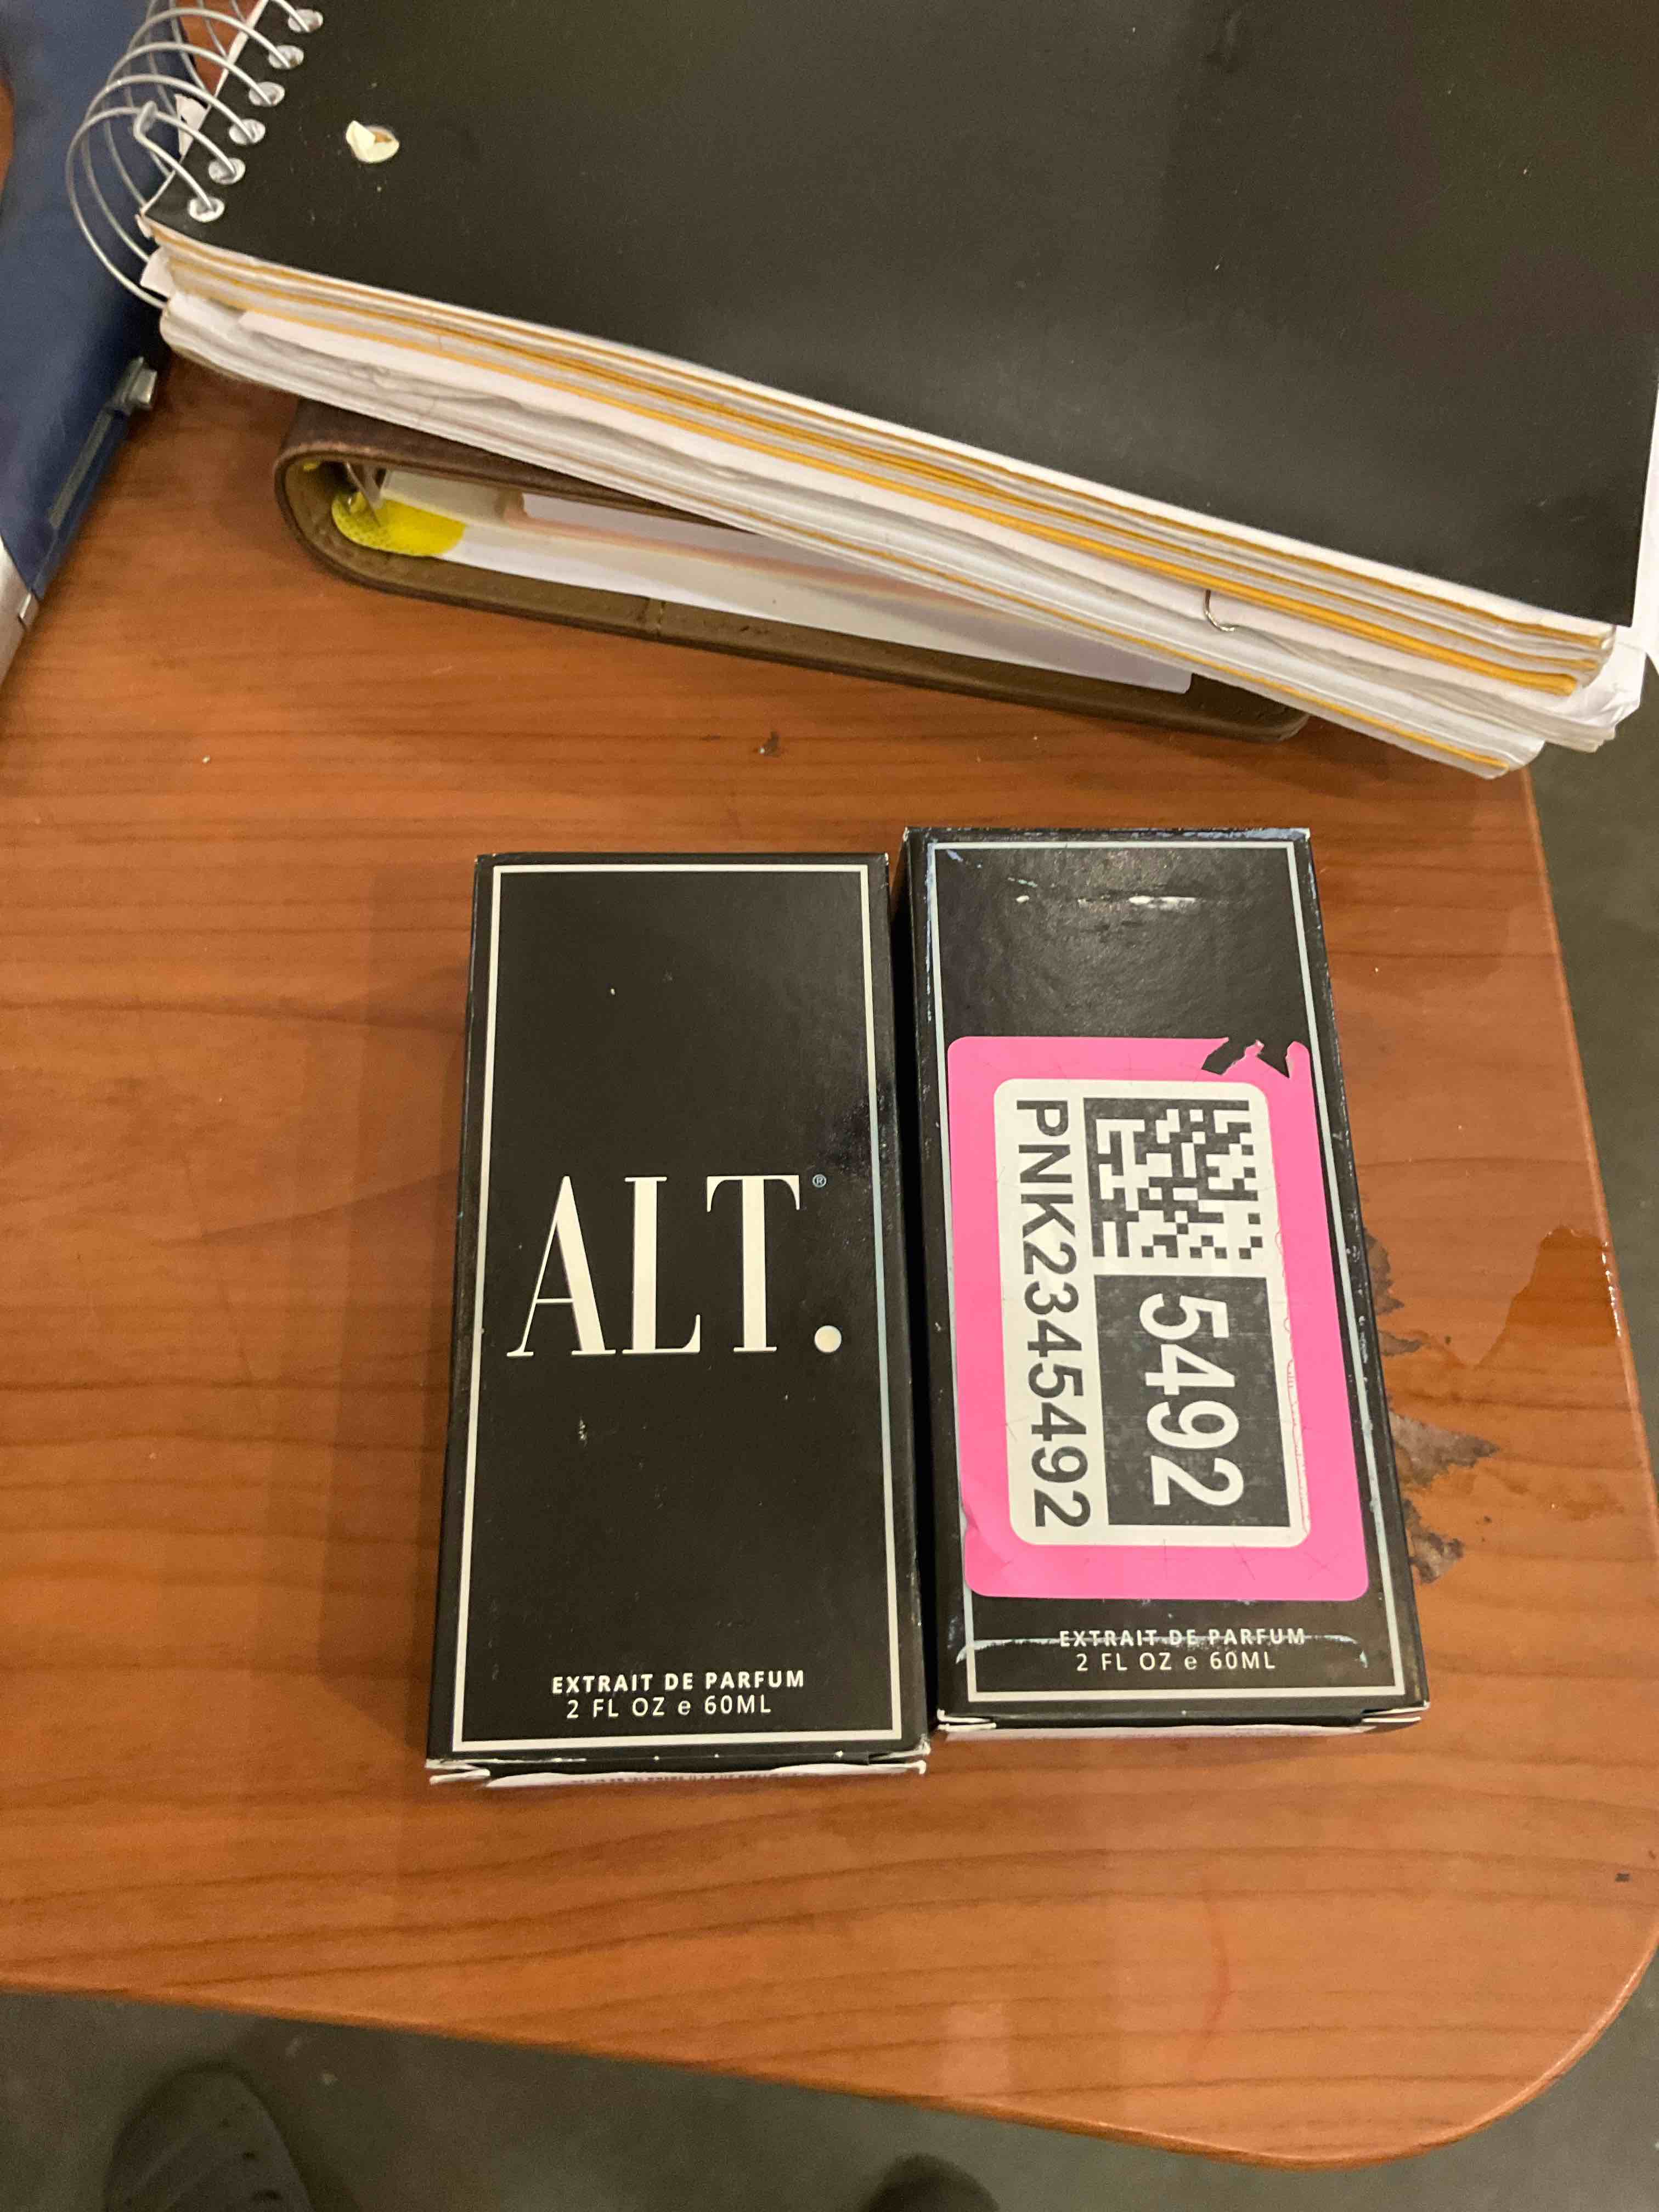 ALT.®
EXTRAIT DE PARFUM
2 FL OZ e 60ML
PNK2345492
5492
EXTRAIT DE PARFUM
2 FL OZ e 60ML